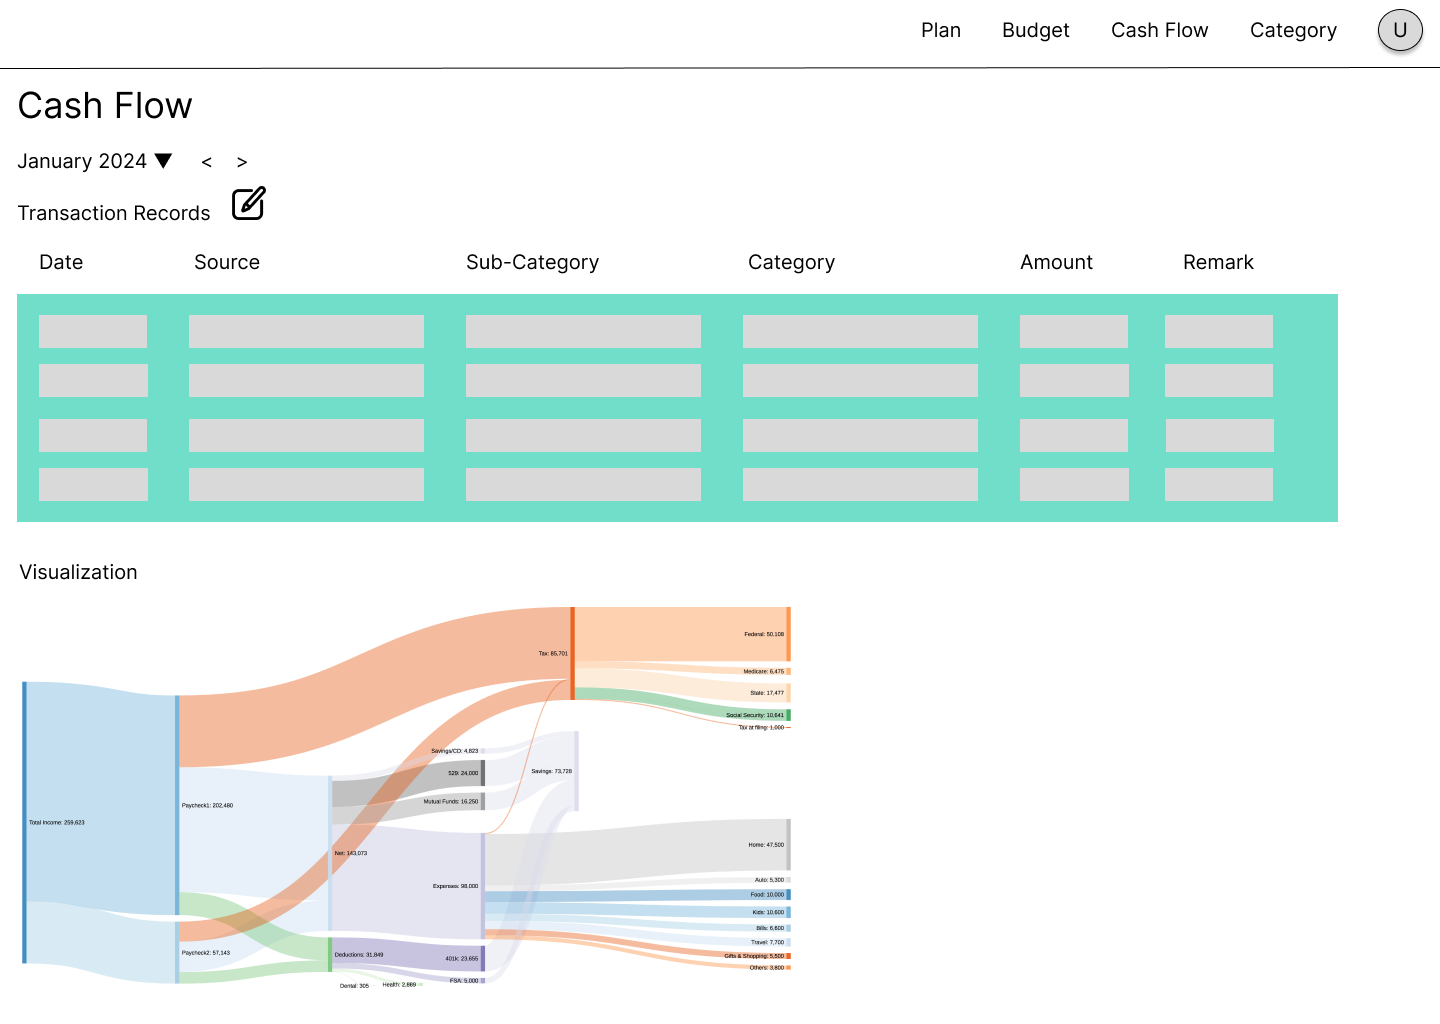 Plan Budget Cash Flow Category U
Cash Flow
January 2024 ▼ < >
Transaction Records
Date Source Sub-Category Category Amount Remark
Visualization
Total Income: 259,623
Paycheck1: 202,480
Paycheck2: 57,143
Net: 143,073
Deductions: 31,849
Dental: 305
Health: 2,889
Savings/CD: 4,823
529: 24,000
Mutual Funds: 16,250
Expenses: 98,000
401k: 23,655
FSA: 5,000
Tax: 85,701
Savings: 73,728
Federal: 50,108
Medicare: 6,475
State: 17,477
Social Security: 10,641
Tax at filing: 1,000
Home: 47,500
Auto: 5,300
Food: 10,000
Kids: 10,600
Bills: 6,600
Travel: 7,700
Gifts & Shopping: 5,500
Others: 3,800